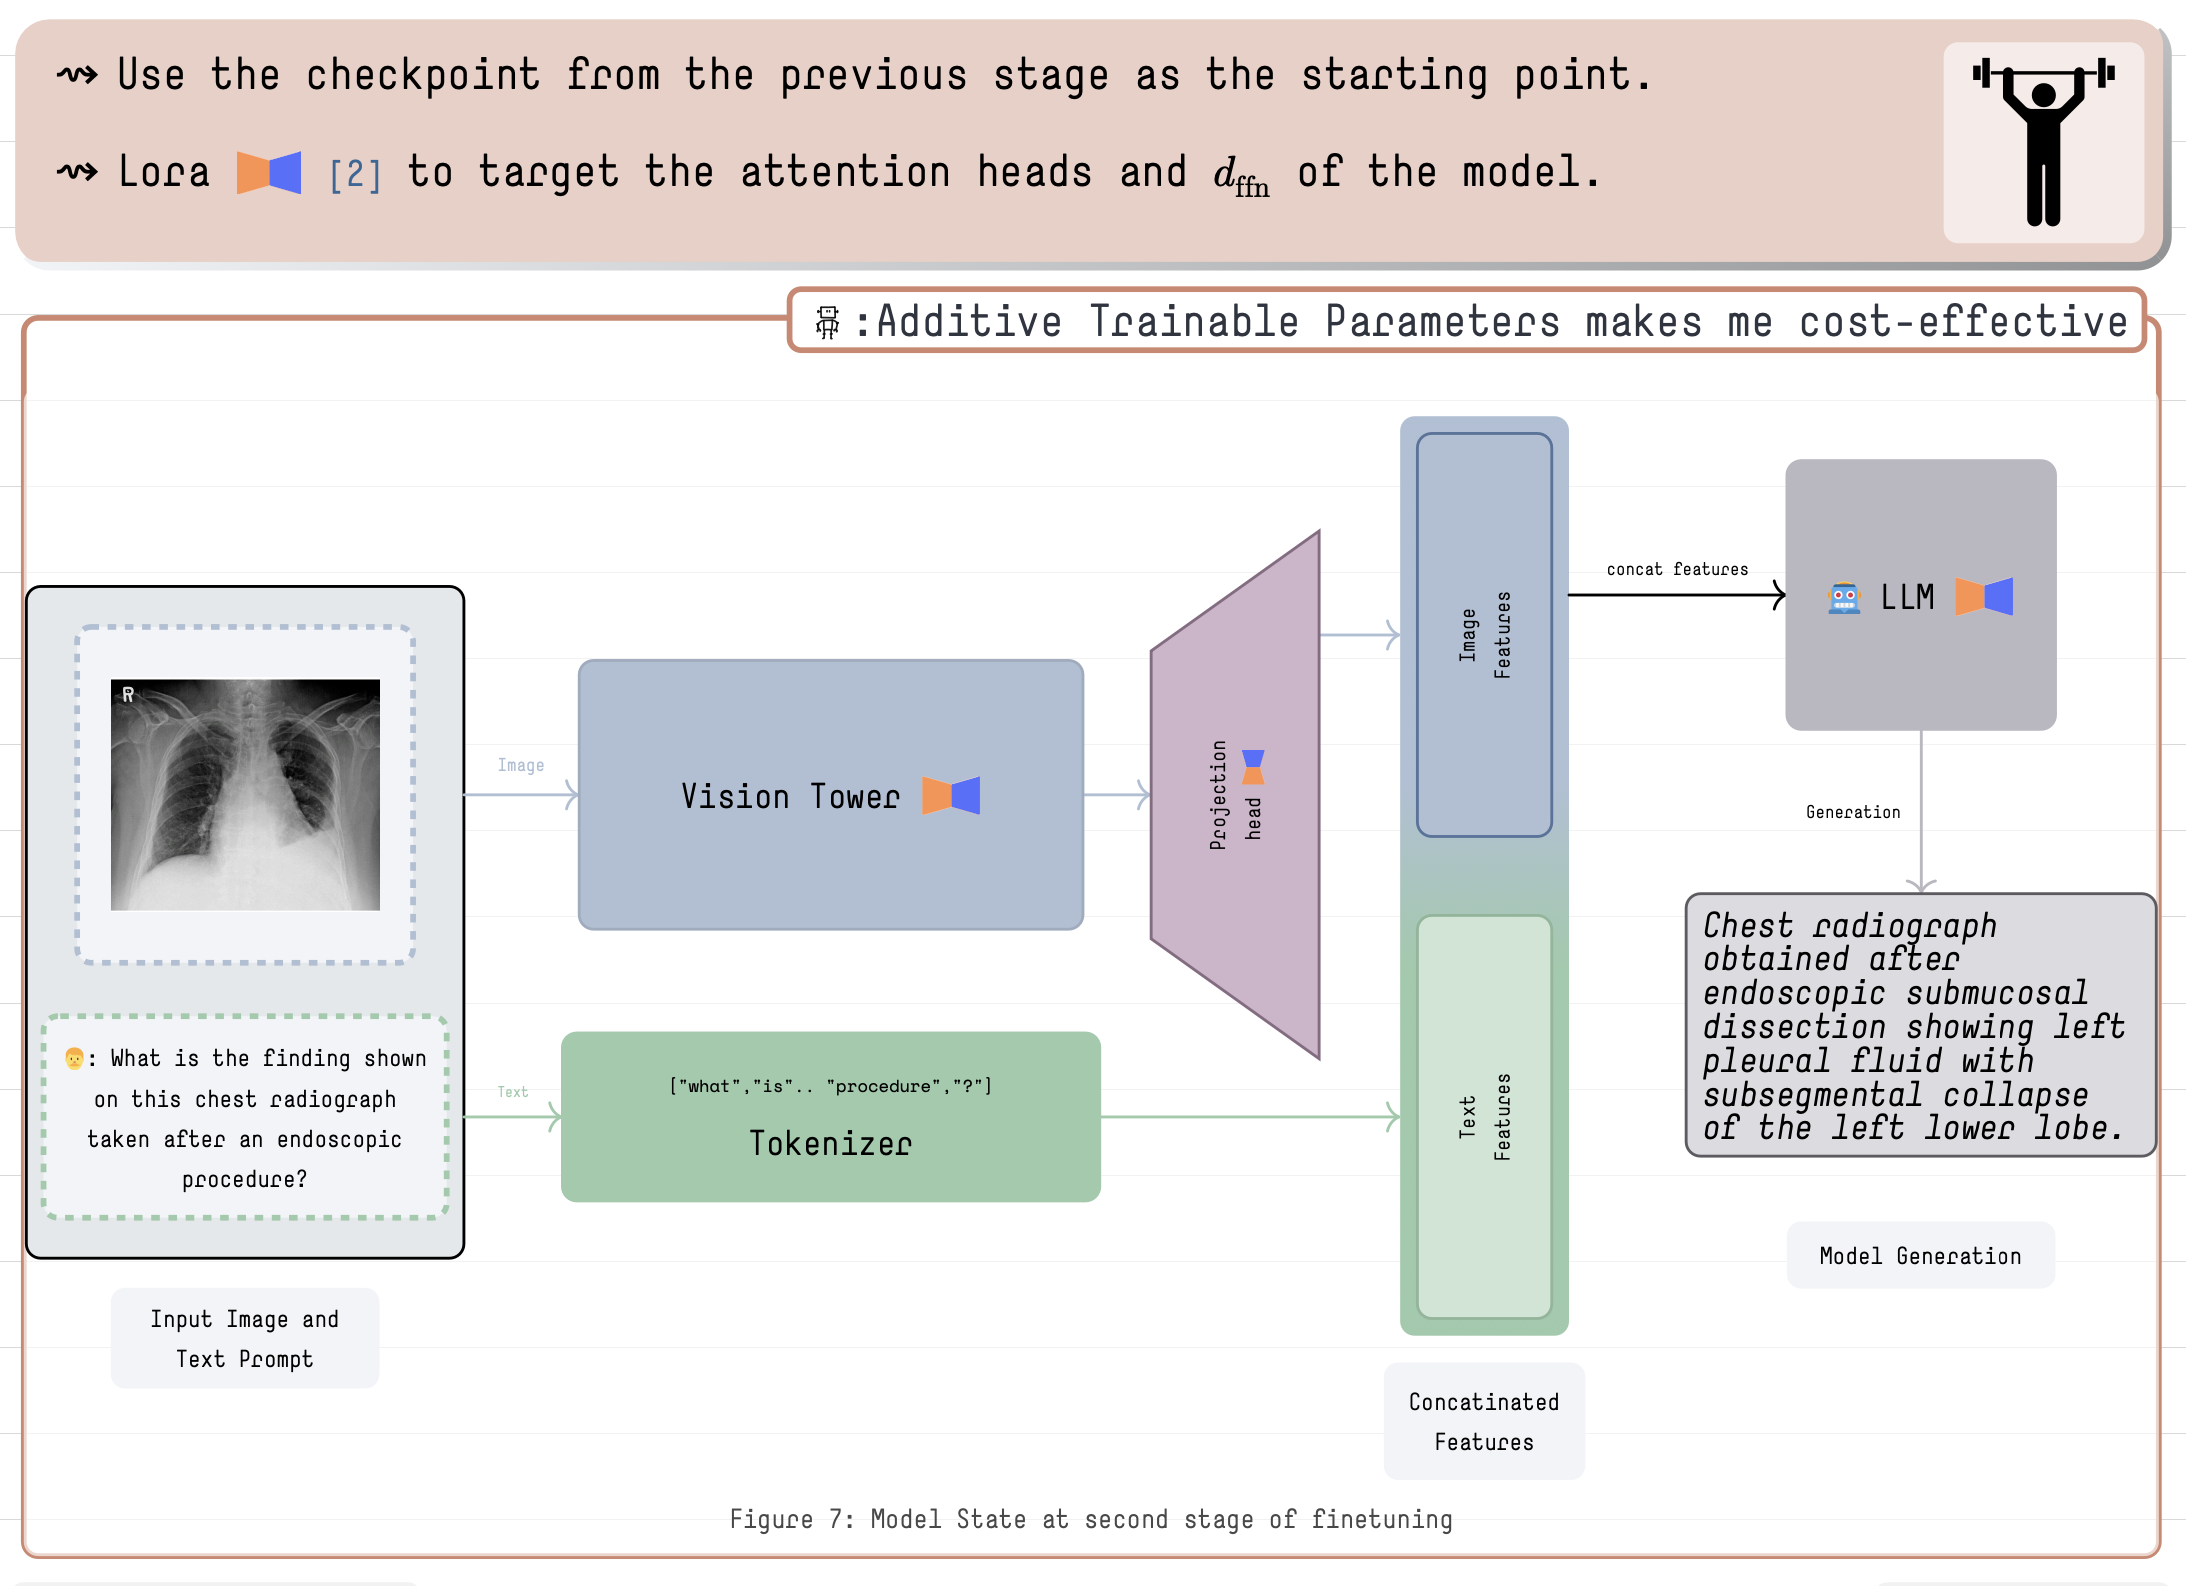 Use the checkpoint from the previous stage as the starting point.
Lora [2] to target the attention heads and d_ffn of the model.
:Additive Trainable Parameters makes me cost-effective
R
: What is the finding shown
on this chest radiograph
taken after an endoscopic
procedure?
Input Image and
Text Prompt
Image
Text
Vision Tower
["what","is".. "procedure","?"]
Tokenizer
Projection
head
Image
Features
Text
Features
Concatinated
Features
concat features
LLM
Generation
Chest radiograph
obtained after
endoscopic submucosal
dissection showing left
pleural fluid with
subsegmental collapse
of the left lower lobe.
Model Generation
Figure 7: Model State at second stage of finetuning